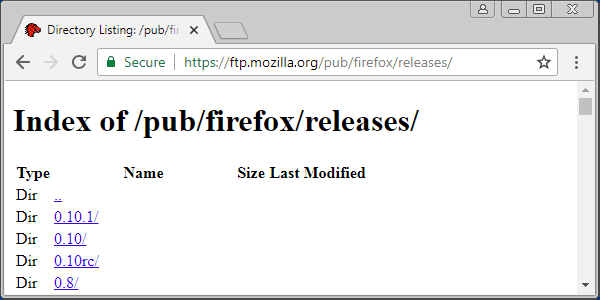 Directory Listing: /pub/fir
Secure https://ftp.mozilla.org/pub/firefox/releases/
Index of /pub/firefox/releases/
Type Name Size Last Modified
Dir ..
Dir 0.10.1/
Dir 0.10/
Dir 0.10rc/
Dir 0.8/